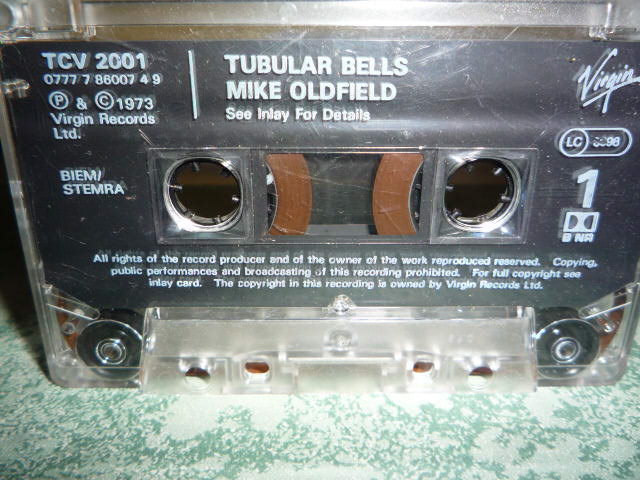 TCV 2001
0777 7 86007 4 9
Ⓟ & © 1973
Virgin Records
Ltd.
TUBULAR BELLS
MIKE OLDFIELD
See Inlay For Details
Virgin
LC
BIEM/
STEMRA
1
B NR
All rights of the record producer and of the owner of the work reproduced reserved. Copying,
public performances and broadcasting of this recording prohibited. For full copyright see
inlay card. The copyright in this recording is owned by Virgin Records Ltd.